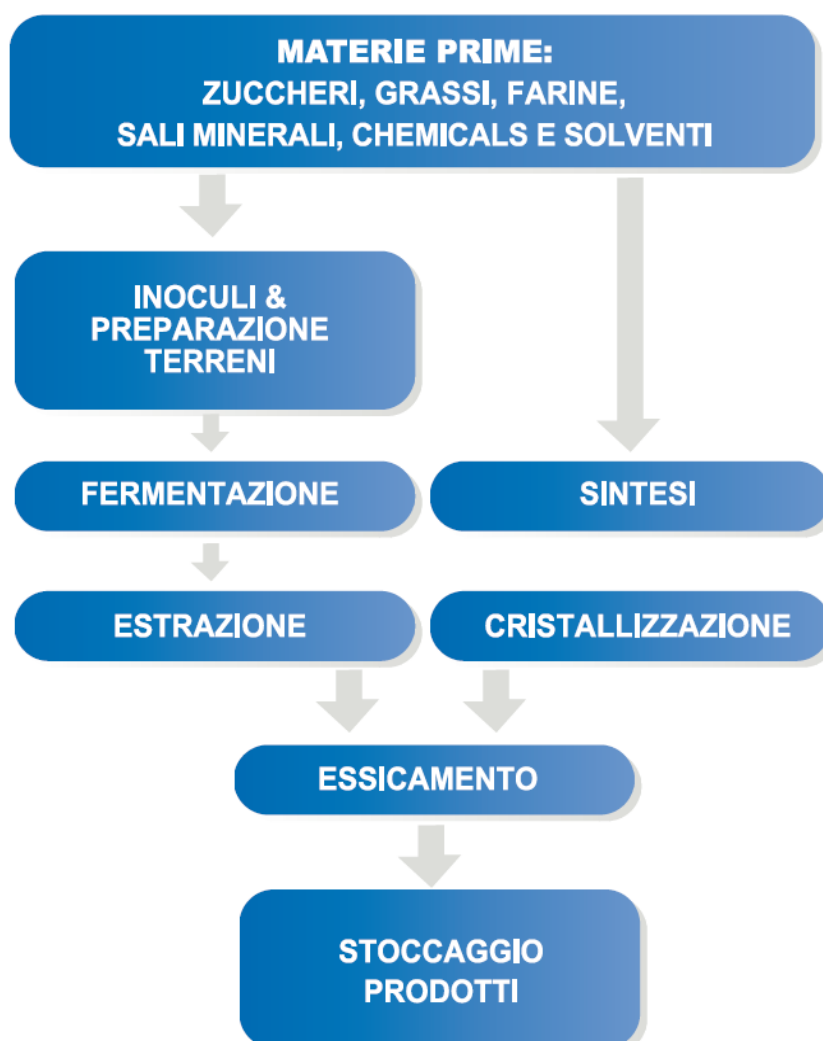 MATERIE PRIME:
ZUCCHERI, GRASSI, FARINE,
SALI MINERALI, CHEMICALS E SOLVENTI
INOCULI &
PREPARAZIONE
TERRENI
FERMENTAZIONE
SINTESI
ESTRAZIONE
CRISTALLIZZAZIONE
ESSICAMENTO
STOCCAGGIO
PRODOTTI